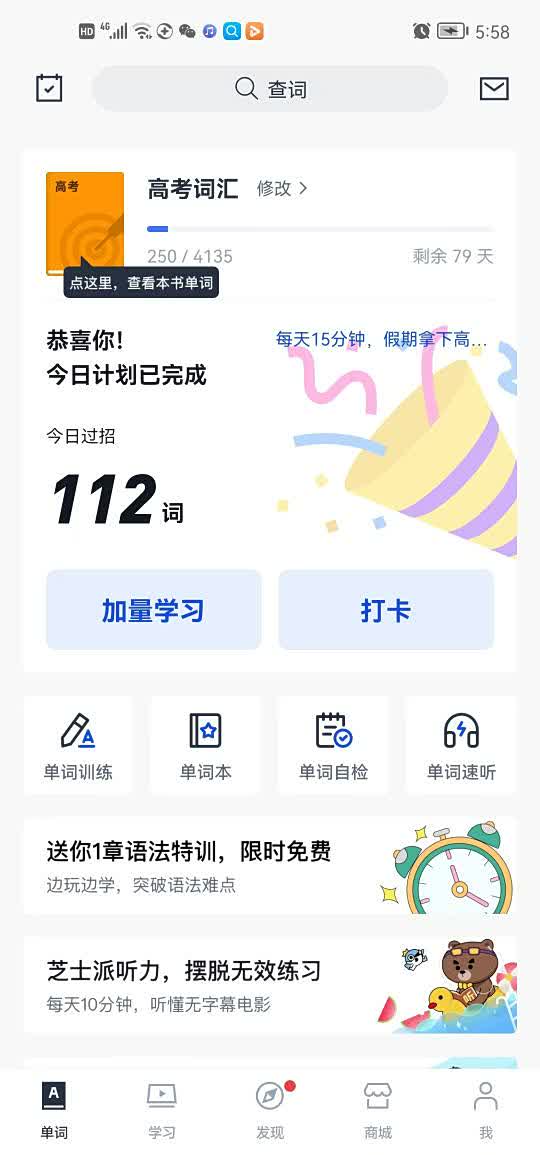 HD 4G 5:58
查词
高考
高考词汇 修改
250 / 4135 剩余 79 天
点这里，查看本书单词
恭喜你！
每天15分钟，假期拿下高...
今日计划已完成
今日过招
112 词
加量学习 打卡
单词训练 单词本 单词自检 单词速听
送你1章语法特训，限时免费
边玩边学，突破语法难点
芝士派听力，摆脱无效练习
每天10分钟，听懂无字幕电影
单词 学习 发现 商城 我